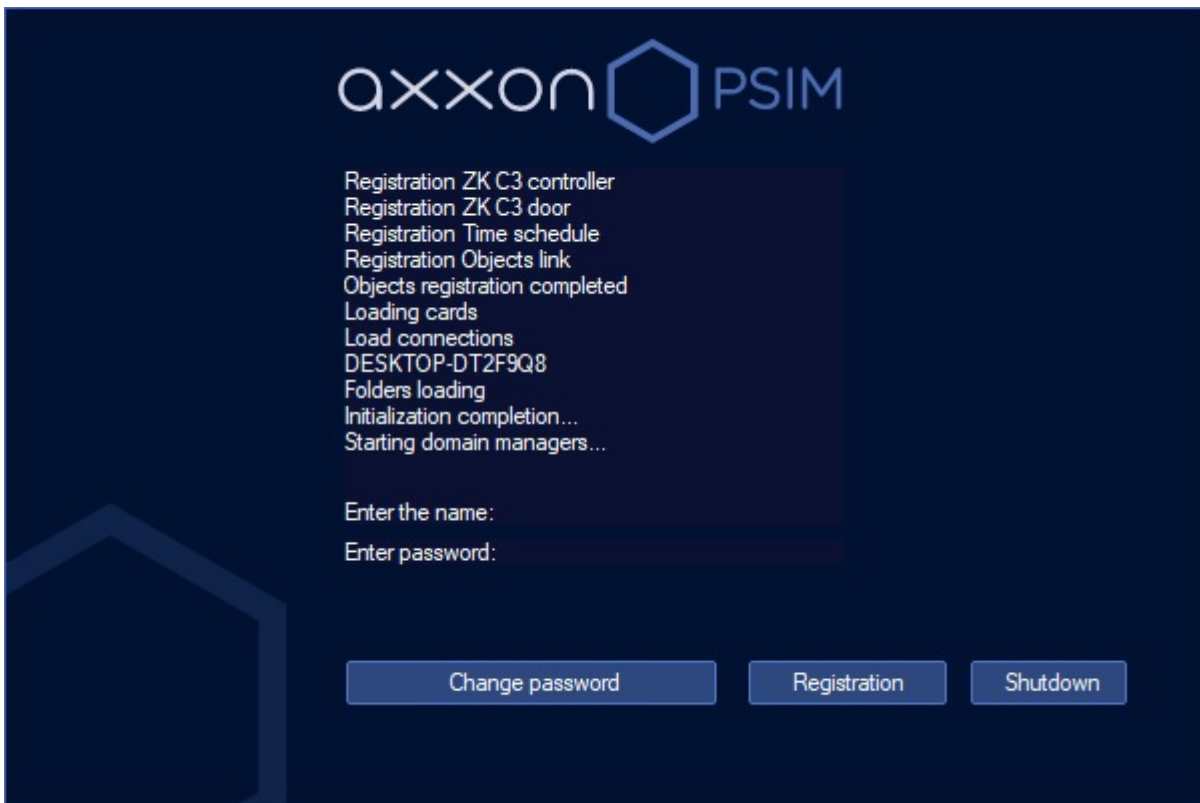 axxon PSIM
Registration ZK C3 controller
Registration ZK C3 door
Registration Time schedule
Registration Objects link
Objects registration completed
Loading cards
Load connections
DESKTOP-DT2F9Q8
Folders loading
Initialization completion...
Starting domain managers...
Enter the name:
Enter password:
Change password Registration Shutdown